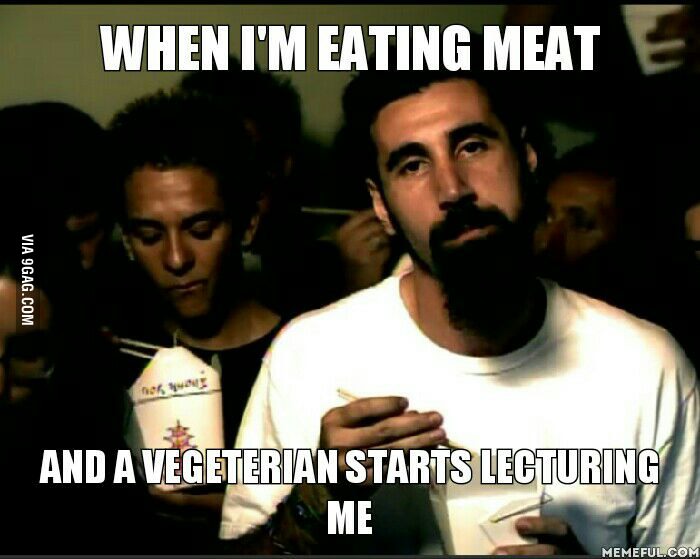 WHEN I'M EATING MEAT
VIA 9GAG.COM
AND A VEGETERIAN STARTS LECTURING
ME
MEMEFUL.COM